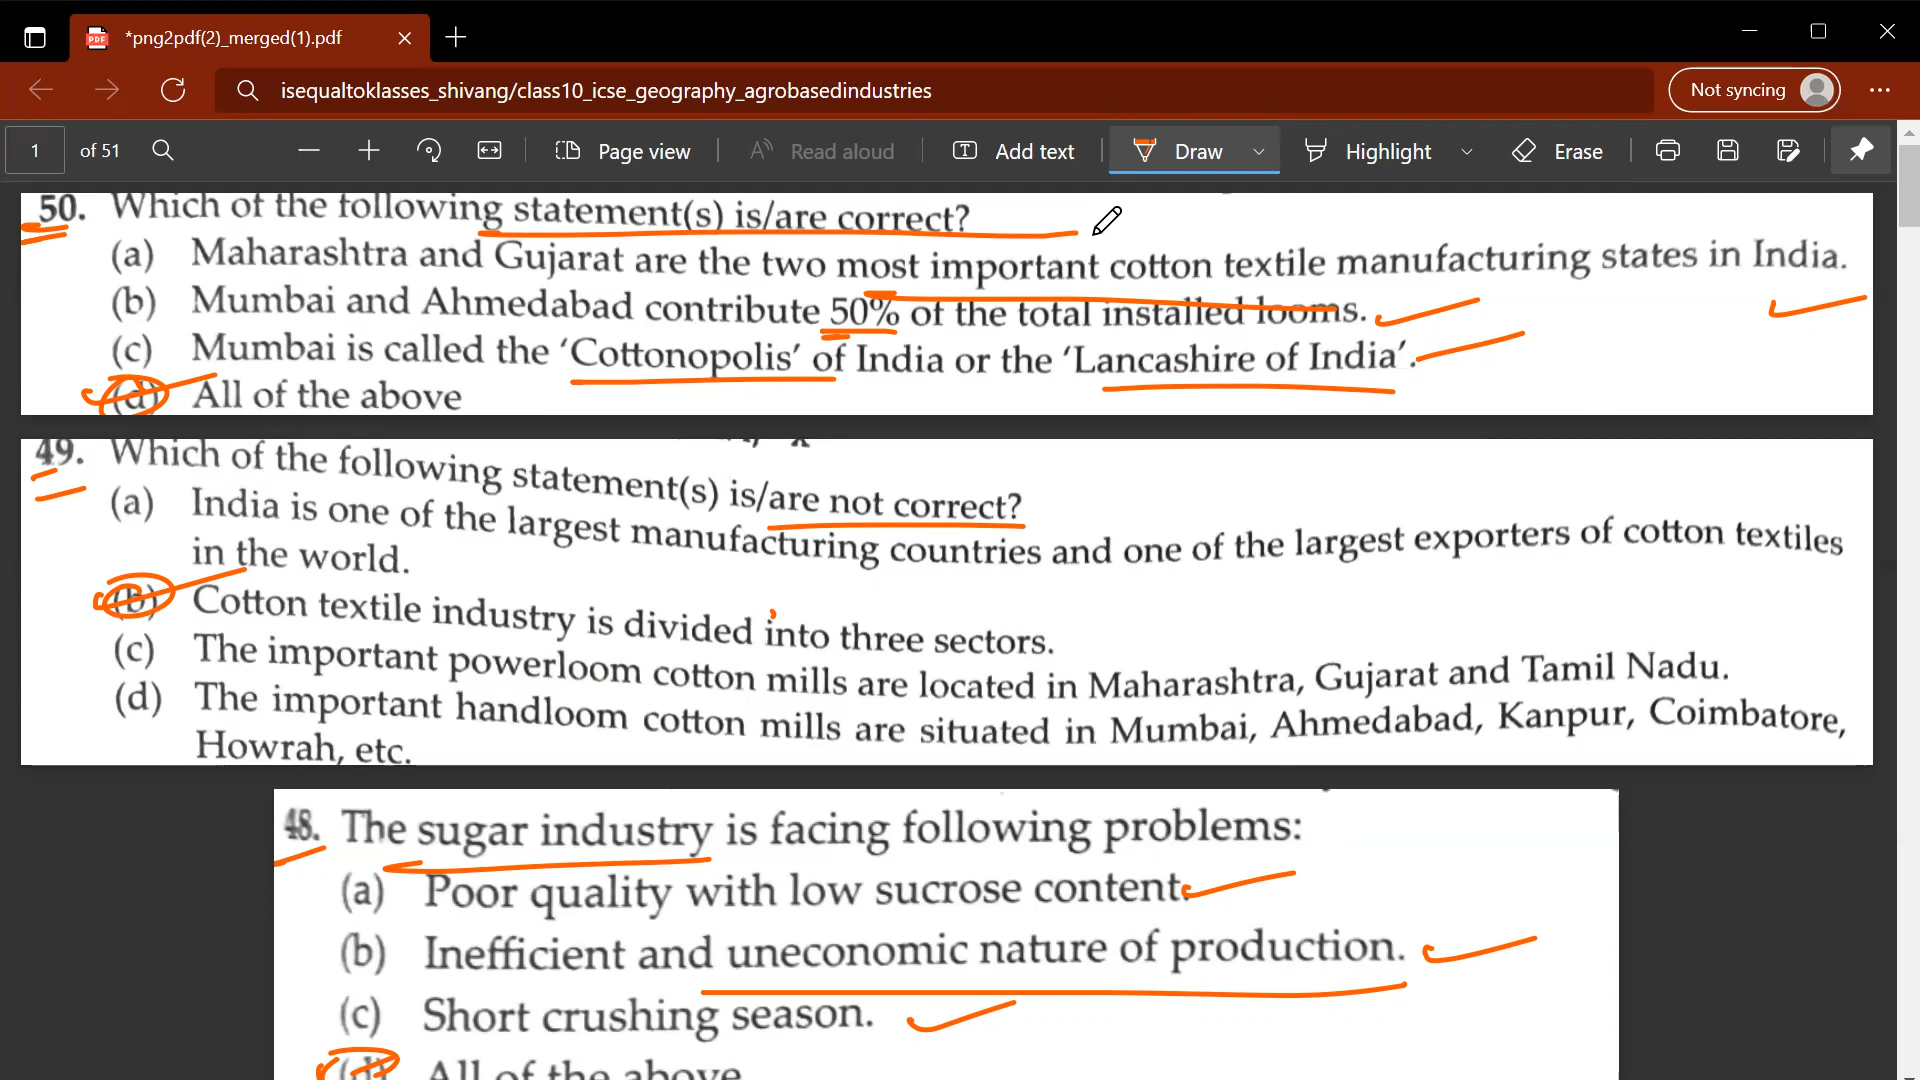 *png2pdf(2)_merged(1).pdf
isequaltoklasses_shivang/class10_icse_geography_agrobasedindustries
Not syncing
1 of 51
Page view
Read aloud
Add text
Draw
Highlight
Erase
50. Which of the following statement(s) is/are correct?
(a) Maharashtra and Gujarat are the two most important cotton textile manufacturing states in India.
(b) Mumbai and Ahmedabad contribute 50% of the total installed looms.
(c) Mumbai is called the ‘Cottonopolis’ of India or the ‘Lancashire of India’.
(d) All of the above
49. Which of the following statement(s) is/are not correct?
(a) India is one of the largest manufacturing countries and one of the largest exporters of cotton textiles
in the world.
(b) Cotton textile industry is divided into three sectors.
(c) The important powerloom cotton mills are located in Maharashtra, Gujarat and Tamil Nadu.
(d) The important handloom cotton mills are situated in Mumbai, Ahmedabad, Kanpur, Coimbatore,
Howrah, etc.
48. The sugar industry is facing following problems:
(a) Poor quality with low sucrose content.
(b) Inefficient and uneconomic nature of production.
(c) Short crushing season.
(d) All of the above